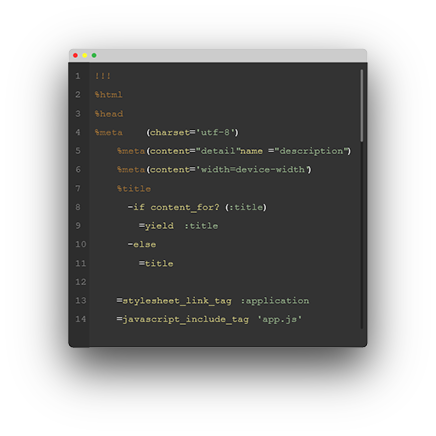 1 !!!
2 %html
3 %head
4 %meta (charset='utf-8')
5 %meta(content="detail"name ="description")
6 %meta(content='width=device-width')
7 %title
8 -if content_for? (:title)
9 =yield :title
10 -else
11 =title
12
13 =stylesheet_link_tag :application
14 =javascript_include_tag 'app.js'